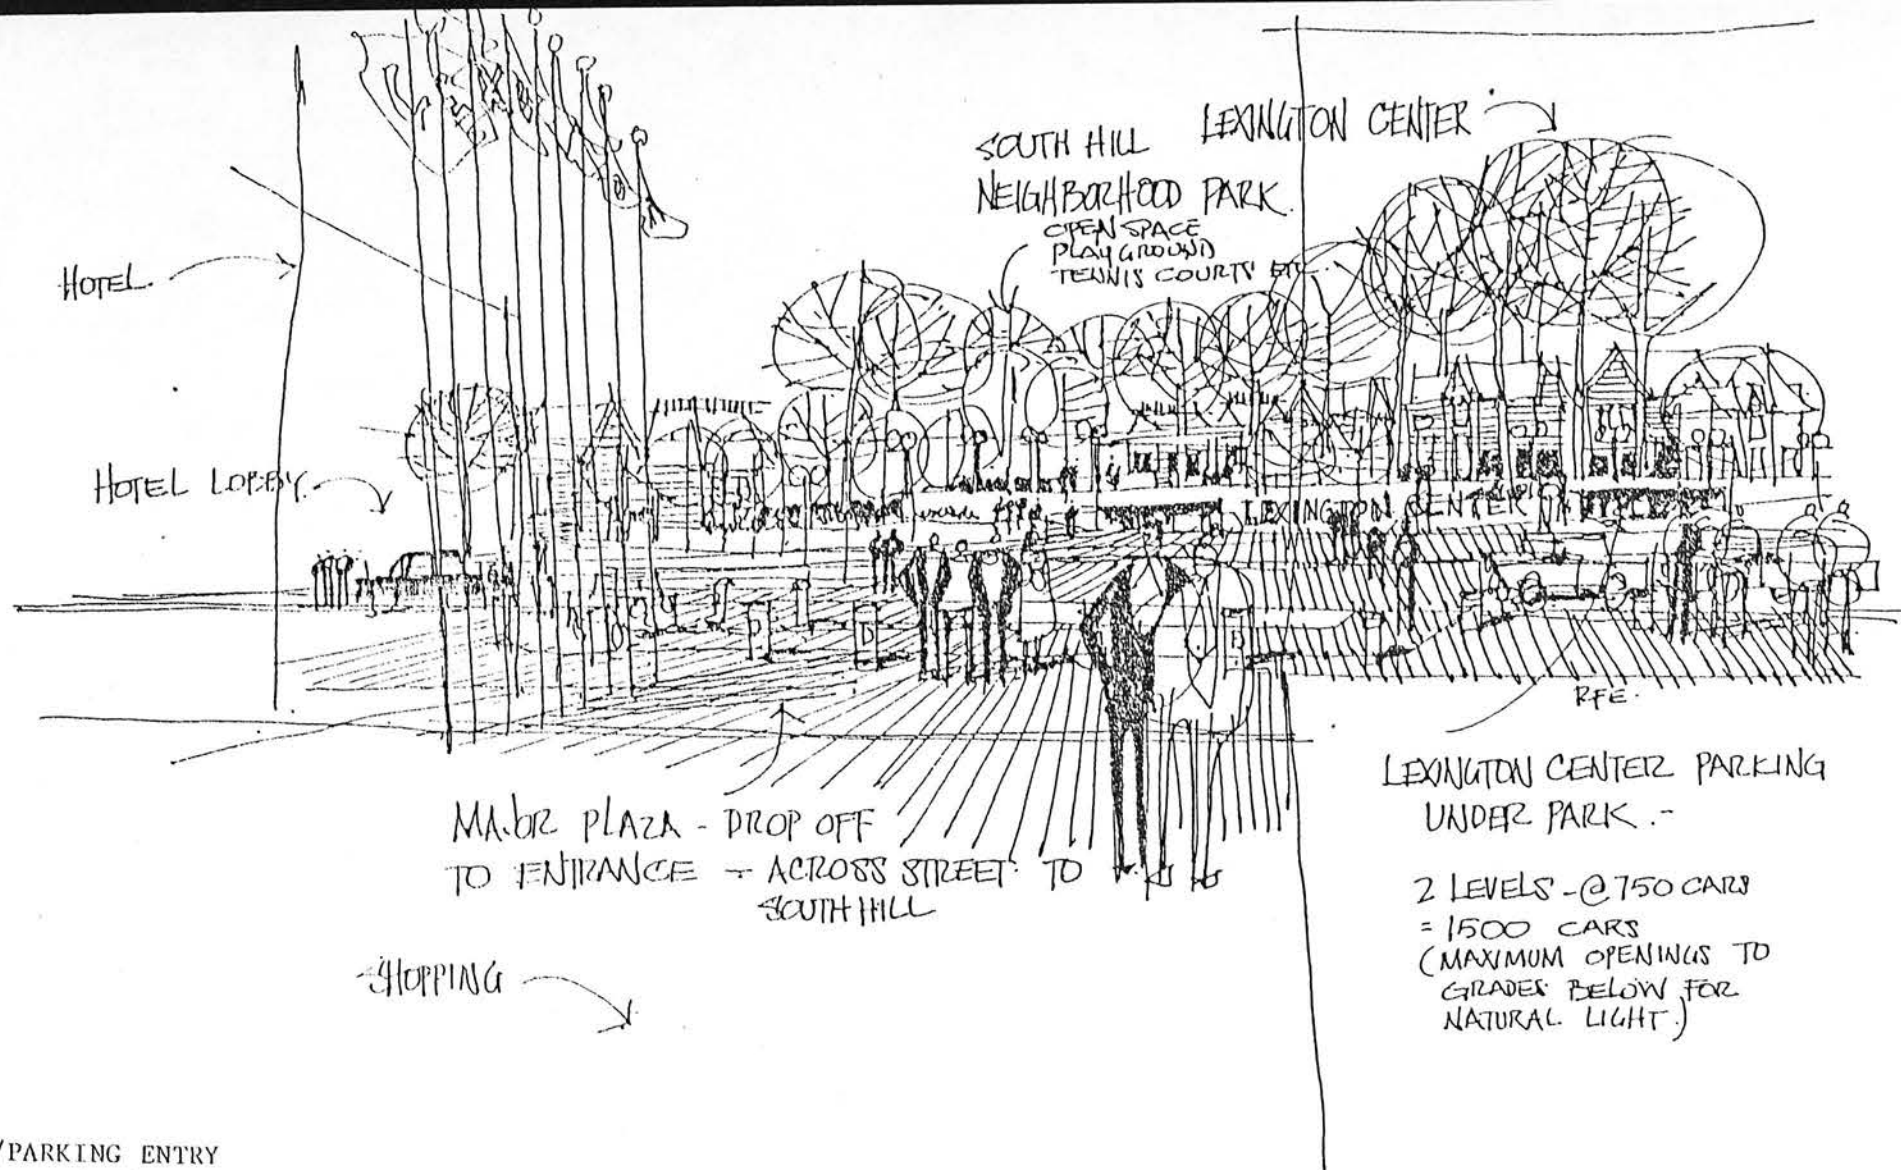 LEXINGTON CENTER
SOUTH HILL
NEIGHBORHOOD PARK.
OPEN SPACE
PLAYGROUND
TENNIS COURTS ETC.
HOTEL
HOTEL LOBBY
LEXINGTON CENTER
RFE.
MAJOR PLAZA - DROP OFF
TO ENTRANCE - ACROSS STREET TO
SOUTH HILL
SHOPPING
LEXINGTON CENTER PARKING
UNDER PARK. -
2 LEVELS - @ 750 CARS
= 1500 CARS
(MAXIMUM OPENINGS TO
GRADES BELOW FOR
NATURAL LIGHT.)
/PARKING ENTRY